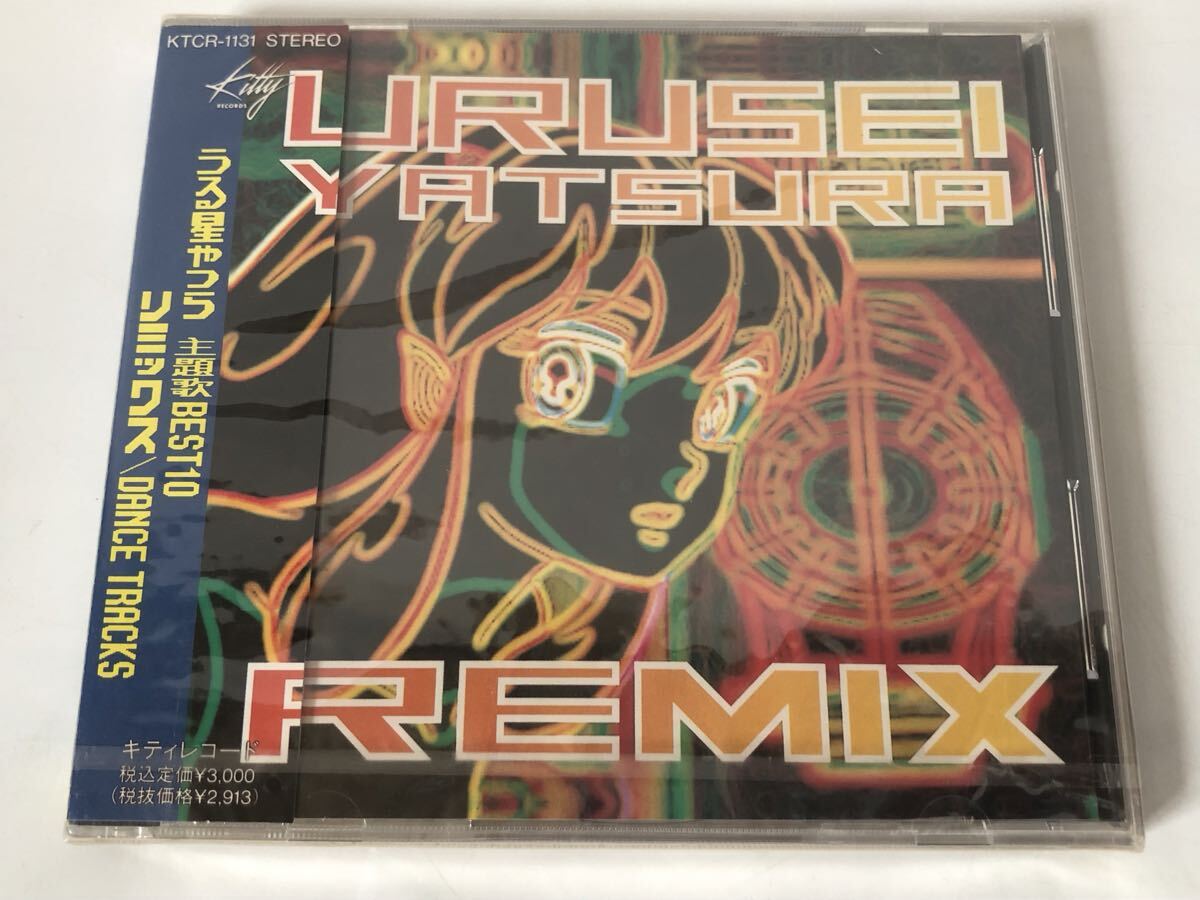 KTCR-1131 STEREO
Kitty
RECORDS
URUSEI
YATSURA
うる星やつら 主題歌BEST10
リミックス/DANCE TRACKS
REMIX
キティレコード
税込定価¥3,000
(税抜価格¥2,913)